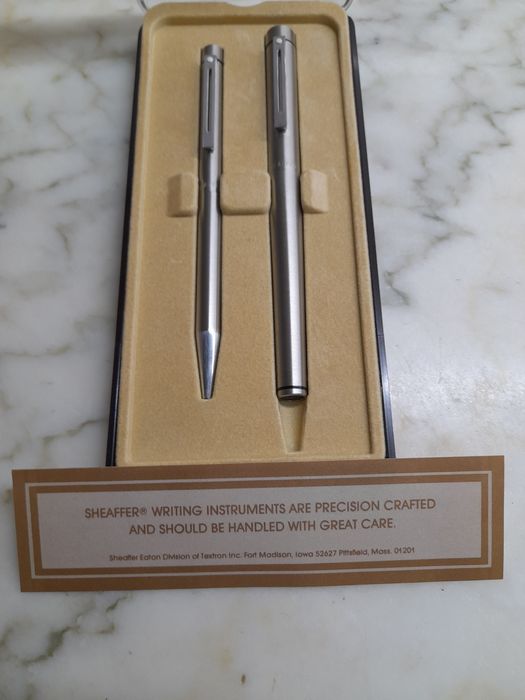 SHEAFFER® WRITING INSTRUMENTS ARE PRECISION CRAFTED
AND SHOULD BE HANDLED WITH GREAT CARE.
Sheaffer Eaton Division of Textron Inc. Fort Madison, Iowa 52627 Pittsfield, Mass. 01201